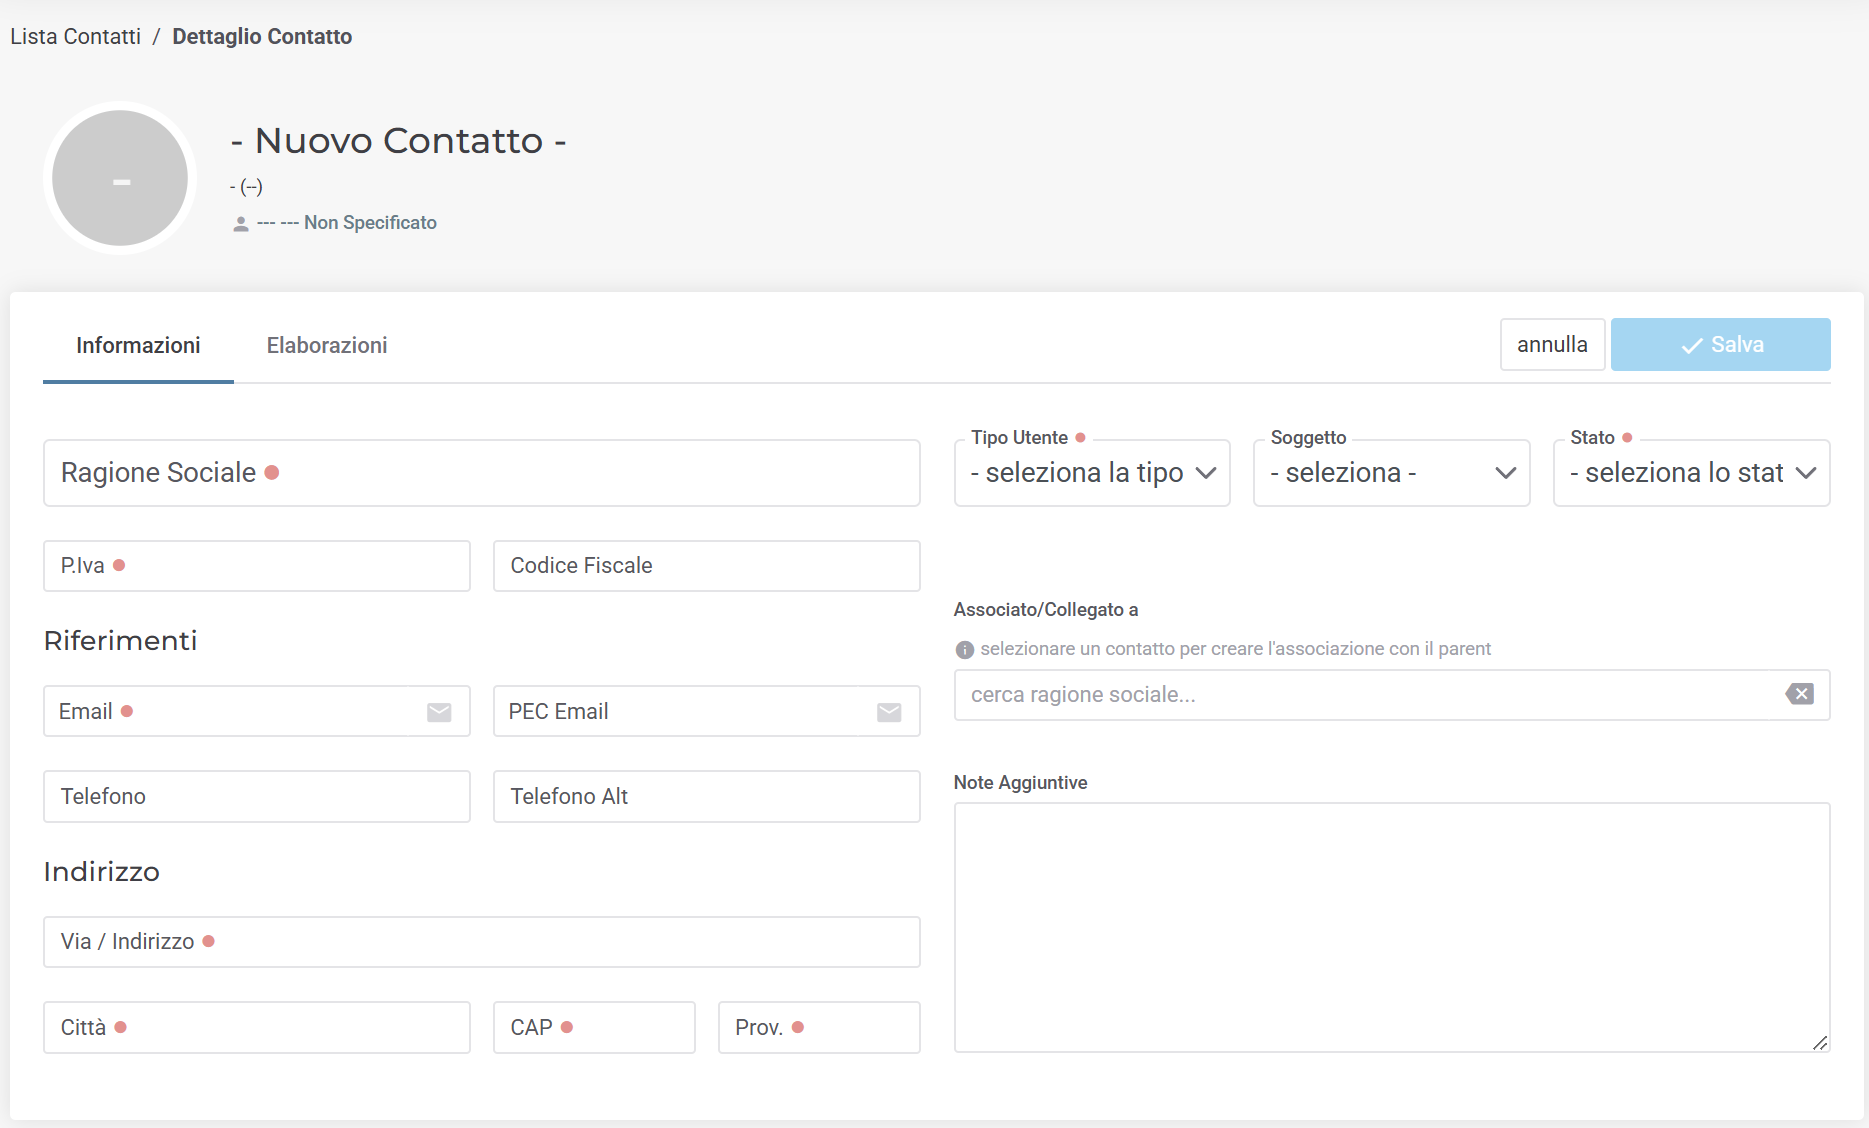 Lista Contatti / Dettaglio Contatto
-
- Nuovo Contatto -
- (--)
--- --- Non Specificato
Informazioni
Elaborazioni
annulla
Salva
Ragione Sociale
P.Iva
Codice Fiscale
Riferimenti
Email
PEC Email
Telefono
Telefono Alt
Indirizzo
Via / Indirizzo
Città
CAP
Prov.
Tipo Utente
- seleziona la tipo
Soggetto
- seleziona -
Stato
- seleziona lo stat
Associato/Collegato a
selezionare un contatto per creare l'associazione con il parent
cerca ragione sociale...
Note Aggiuntive